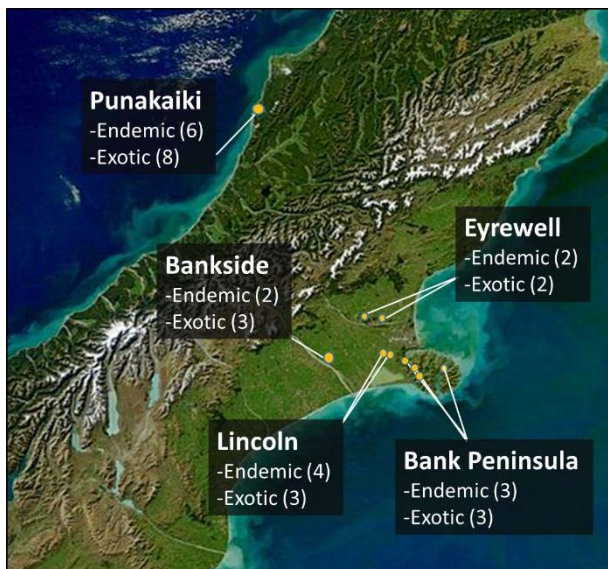 Punakaiki
-Endemic (6)
-Exotic (8)
Eyrewell
-Endemic (2)
-Exotic (2)
Bankside
-Endemic (2)
-Exotic (3)
Lincoln
-Endemic (4)
-Exotic (3)
Bank Peninsula
-Endemic (3)
-Exotic (3)